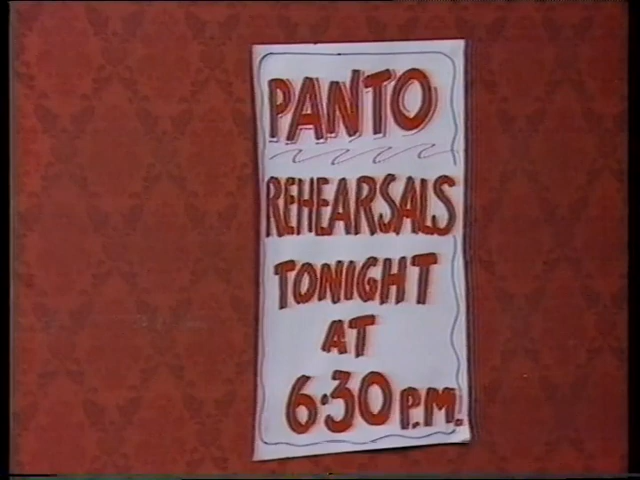 PANTO
REHEARSALS
TONIGHT
AT
6·30 P.M.